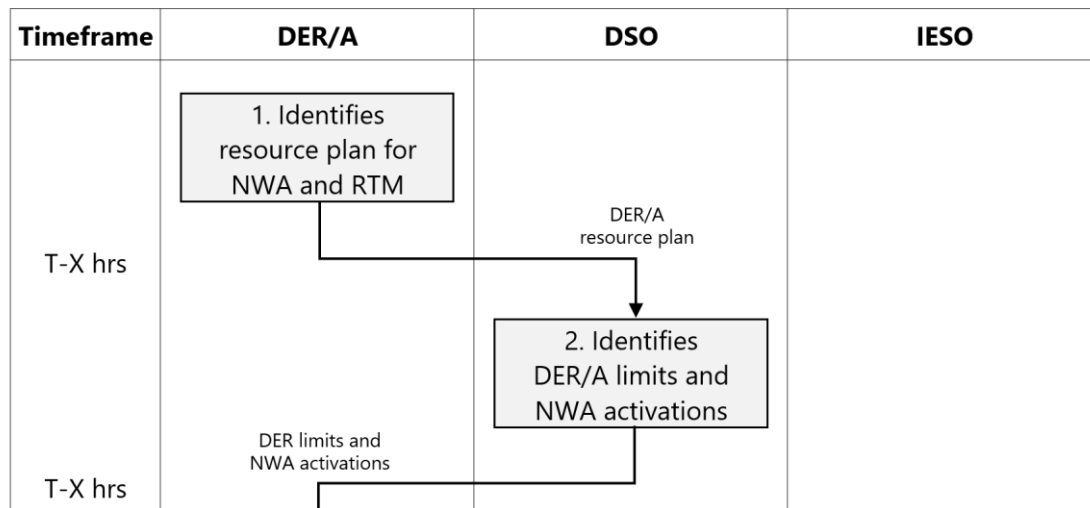 Timeframe DER/A DSO IESO
1. Identifies
resource plan for
NWA and RTM
DER/A
resource plan
T-X hrs
2. Identifies
DER/A limits and
NWA activations
DER limits and
NWA activations
T-X hrs